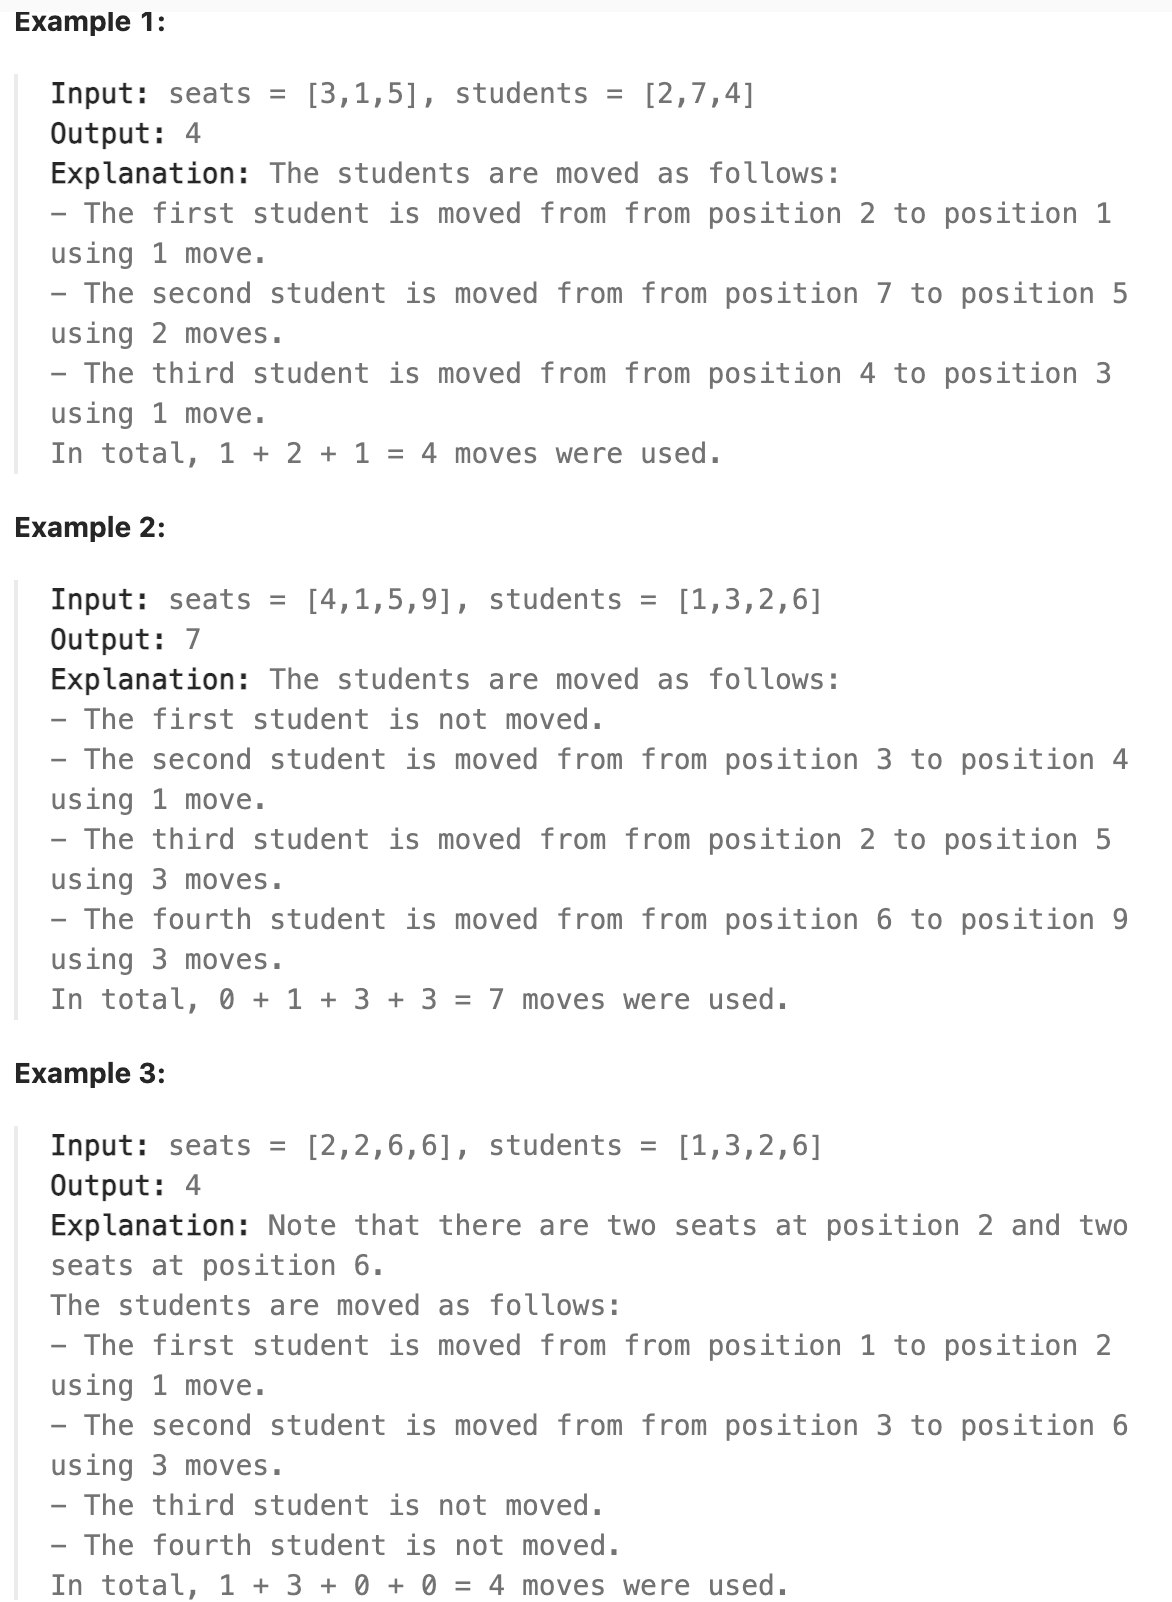 Example 1:
Input: seats = [3,1,5], students = [2,7,4]
Output: 4
Explanation: The students are moved as follows:
– The first student is moved from from position 2 to position 1
using 1 move.
– The second student is moved from from position 7 to position 5
using 2 moves.
– The third student is moved from from position 4 to position 3
using 1 move.
In total, 1 + 2 + 1 = 4 moves were used.
Example 2:
Input: seats = [4,1,5,9], students = [1,3,2,6]
Output: 7
Explanation: The students are moved as follows:
– The first student is not moved.
– The second student is moved from from position 3 to position 4
using 1 move.
– The third student is moved from from position 2 to position 5
using 3 moves.
– The fourth student is moved from from position 6 to position 9
using 3 moves.
In total, 0 + 1 + 3 + 3 = 7 moves were used.
Example 3:
Input: seats = [2,2,6,6], students = [1,3,2,6]
Output: 4
Explanation: Note that there are two seats at position 2 and two
seats at position 6.
The students are moved as follows:
– The first student is moved from from position 1 to position 2
using 1 move.
– The second student is moved from from position 3 to position 6
using 3 moves.
– The third student is not moved.
– The fourth student is not moved.
In total, 1 + 3 + 0 + 0 = 4 moves were used.